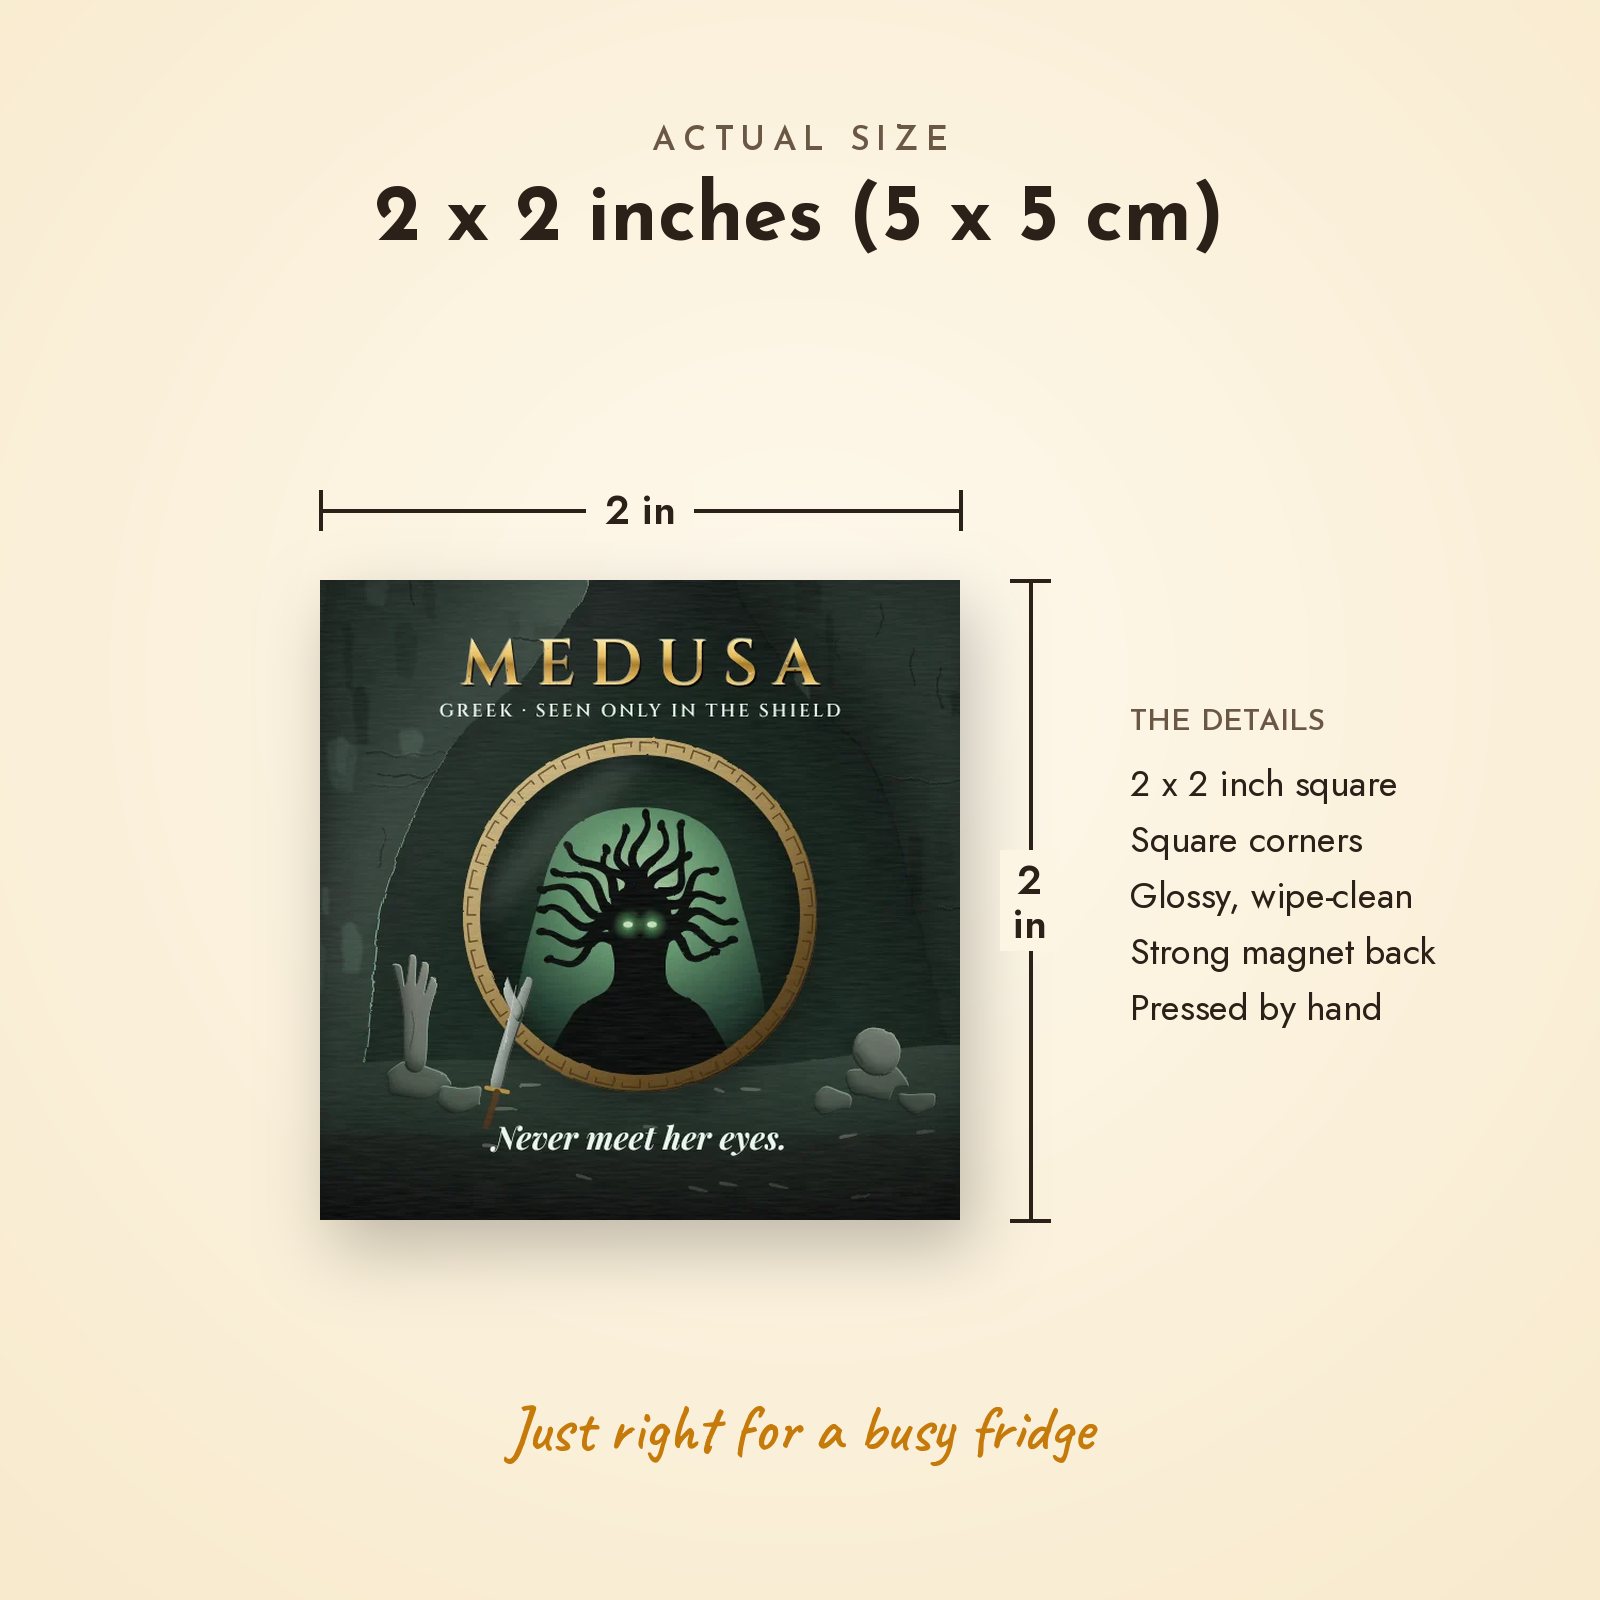 ACTUAL SIZE
2 x 2 inches (5 x 5 cm)
2 in
MEDUSA
GREEK · SEEN ONLY IN THE SHIELD
Never meet her eyes.
2
in
THE DETAILS
2 x 2 inch square
Square corners
Glossy, wipe-clean
Strong magnet back
Pressed by hand
Just right for a busy fridge